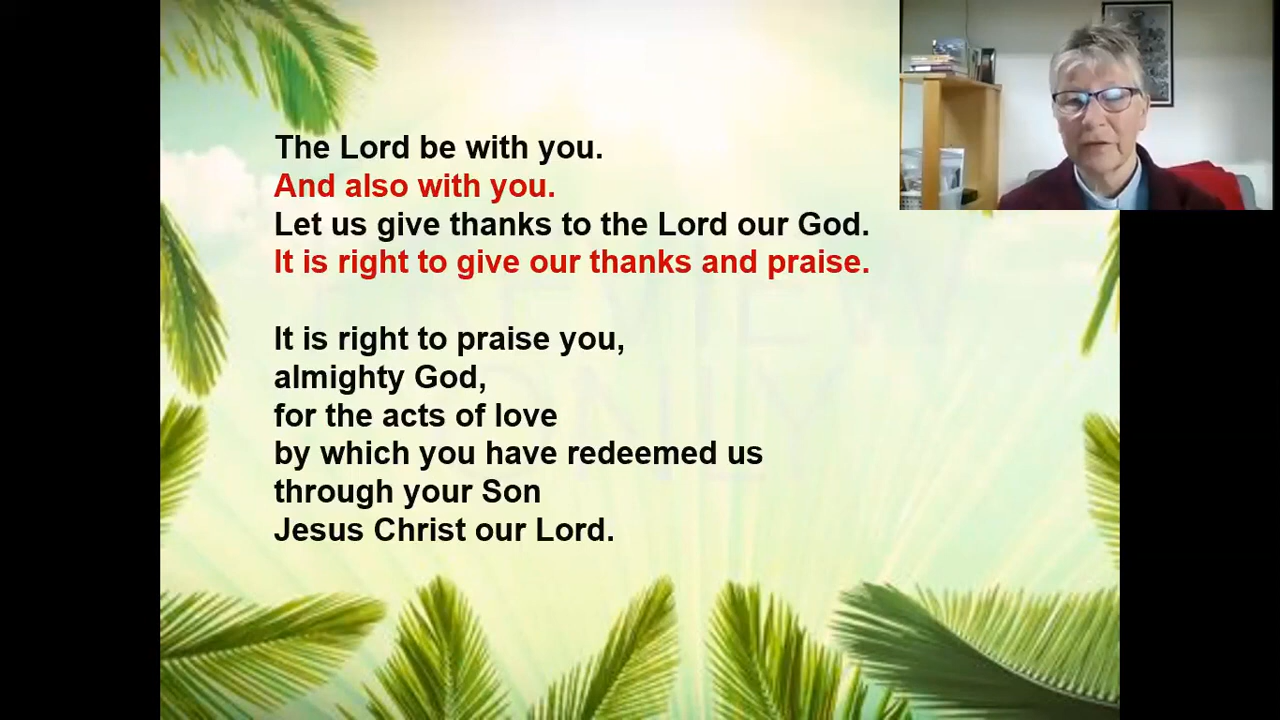 The Lord be with you.
And also with you.
Let us give thanks to the Lord our God.
It is right to give our thanks and praise.
It is right to praise you,
almighty God,
for the acts of love
by which you have redeemed us
through your Son
Jesus Christ our Lord.